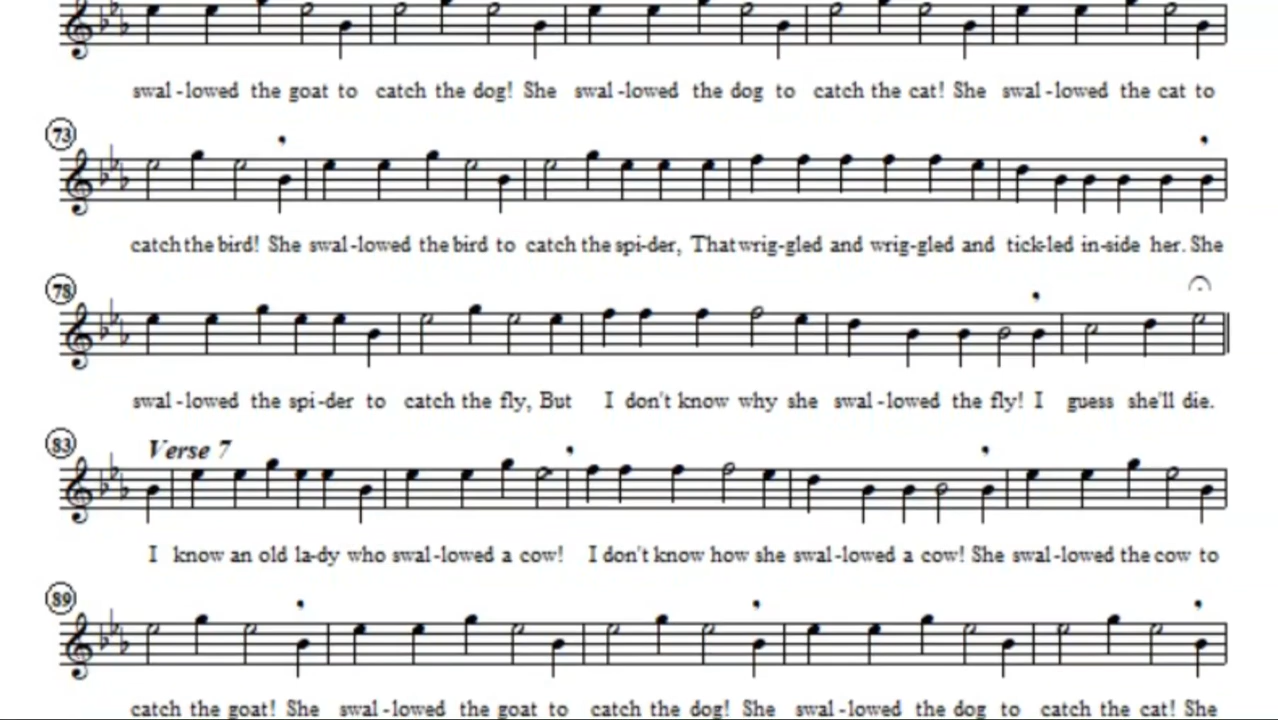 swal-lowed the goat to catch the dog! She swal-lowed the dog to catch the cat! She swal-lowed the cat to
73
catch the bird! She swal-lowed the bird to catch the spi-der, That wrig-gled and wrig-gled and tick-led in-side her. She
78
swal-lowed the spi-der to catch the fly, But I don't know why she swal-lowed the fly! I guess she'll die.
83 Verse 7
I know an old la-dy who swal-lowed a cow! I don't know how she swal-lowed a cow! She swal-lowed the cow to
89
catch the goat! She swal-lowed the goat to catch the dog! She swal-lowed the dog to catch the cat! She